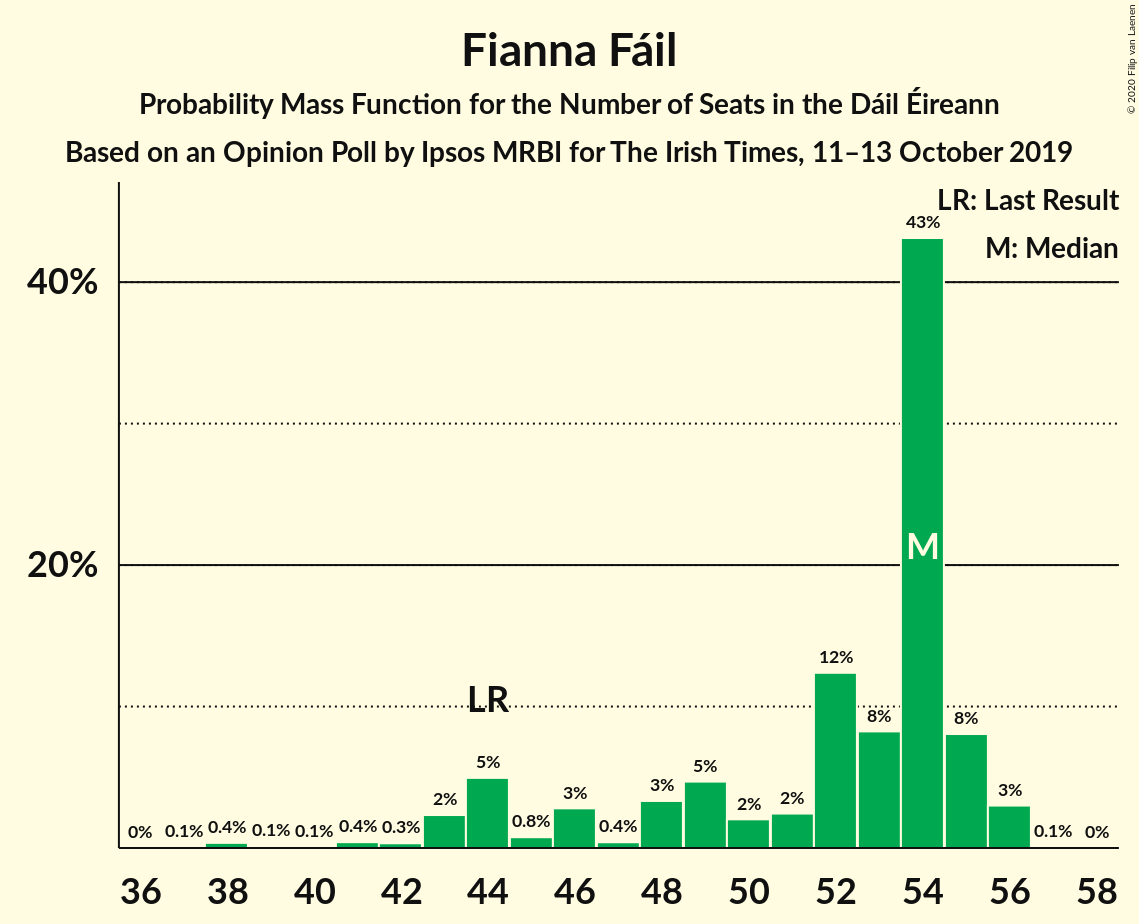 Fianna Fáil
Probability Mass Function for the Number of Seats in the Dáil Éireann
Based on an Opinion Poll by Ipsos MRBI for The Irish Times, 11–13 October 2019
© 2020 Filip van Laenen
LR: Last Result
M: Median
40%
20%
LR
M
0% 0.1% 0.4% 0.1% 0.1% 0.4% 0.3% 2% 5% 0.8% 3% 0.4% 3% 5% 2% 2% 12% 8% 43% 8% 3% 0.1% 0%
36 38 40 42 44 46 48 50 52 54 56 58